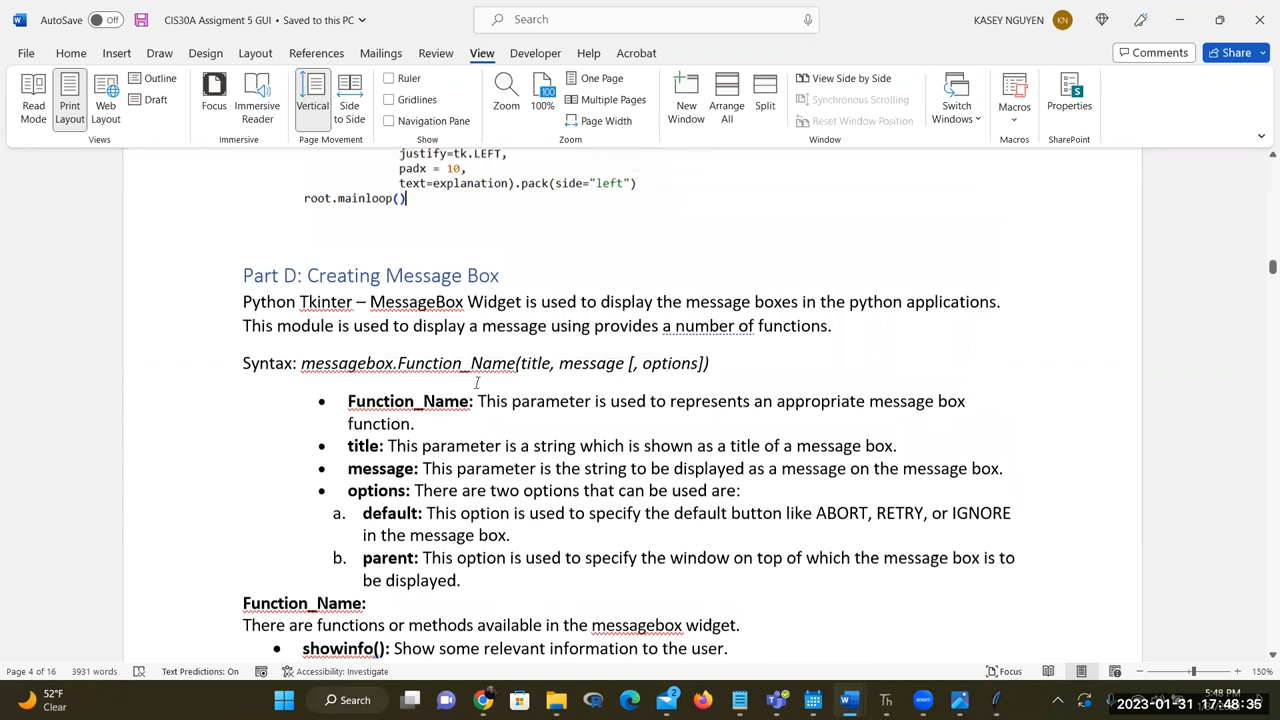 AutoSave Off CIS30A Assigment 5 GUI • Saved to this PC Search KASEY NGUYEN KN
File Home Insert Draw Design Layout References Mailings Review View Developer Help Acrobat Comments Share
Read Mode Print Layout Web Layout Outline Draft Focus Immersive Reader Vertical Side to Side Ruler Gridlines Navigation Pane Zoom 100% One Page Multiple Pages Page Width New Window Arrange All Split View Side by Side Synchronous Scrolling Reset Window Position Switch Windows Macros Properties
Views Immersive Page Movement Show Zoom Window Macros SharePoint
justify=tk.LEFT,
padx = 10,
text=explanation).pack(side="left")
root.mainloop()
Part D: Creating Message Box
Python Tkinter – MessageBox Widget is used to display the message boxes in the python applications.
This module is used to display a message using provides a number of functions.
Syntax: messagebox.Function_Name(title, message [, options])
• Function_Name: This parameter is used to represents an appropriate message box
function.
• title: This parameter is a string which is shown as a title of a message box.
• message: This parameter is the string to be displayed as a message on the message box.
• options: There are two options that can be used are:
a. default: This option is used to specify the default button like ABORT, RETRY, or IGNORE
in the message box.
b. parent: This option is used to specify the window on top of which the message box is to
be displayed.
Function_Name:
There are functions or methods available in the messagebox widget.
• showinfo(): Show some relevant information to the user.
Page 4 of 16 3931 words Text Predictions: On Accessibility: Investigate Focus 150%
52°F
Clear
Search
2
5:48 PM
2023-01-31 17:48:35